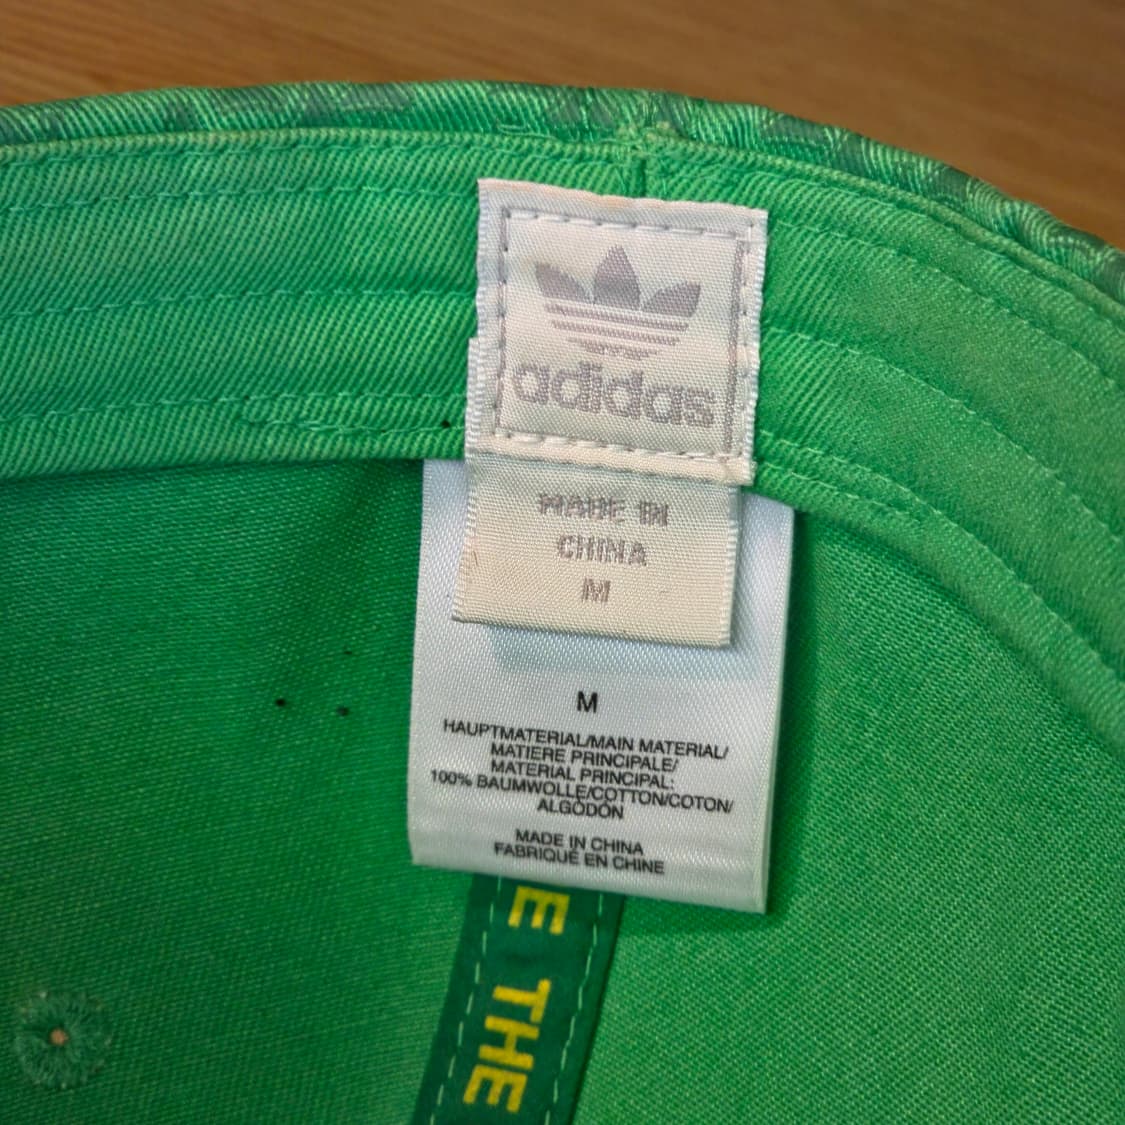 adidas
MADE IN
CHINA
M
M
HAUPTMATERIAL/MAIN MATERIAL/
MATIERE PRINCIPALE/
MATERIAL PRINCIPAL:
100% BAUMWOLLE/COTTON/COTON/
ALGODÓN
MADE IN CHINA
FABRIQUÉ EN CHINE
E THE